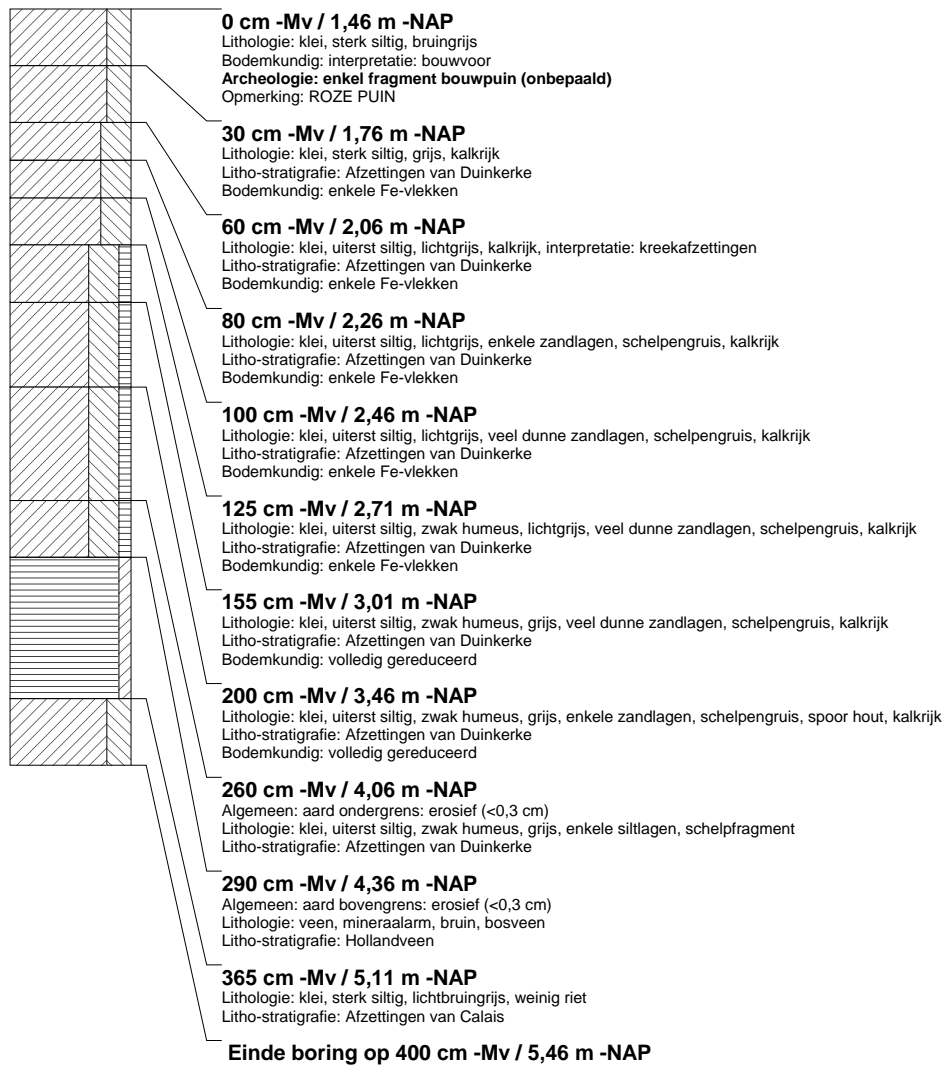 0 cm -Mv / 1,46 m -NAP
Lithologie: klei, sterk siltig, bruingrijs
Bodemkundig: interpretatie: bouwvoor
Archeologie: enkel fragment bouwpuin (onbepaald)
Opmerking: ROZE PUIN
30 cm -Mv / 1,76 m -NAP
Lithologie: klei, sterk siltig, grijs, kalkrijk
Litho-stratigrafie: Afzettingen van Duinkerke
Bodemkundig: enkele Fe-vlekken
60 cm -Mv / 2,06 m -NAP
Lithologie: klei, uiterst siltig, lichtgrijs, kalkrijk, interpretatie: kreekafzettingen
Litho-stratigrafie: Afzettingen van Duinkerke
Bodemkundig: enkele Fe-vlekken
80 cm -Mv / 2,26 m -NAP
Lithologie: klei, uiterst siltig, lichtgrijs, enkele zandlagen, schelpengruis, kalkrijk
Litho-stratigrafie: Afzettingen van Duinkerke
Bodemkundig: enkele Fe-vlekken
100 cm -Mv / 2,46 m -NAP
Lithologie: klei, uiterst siltig, lichtgrijs, veel dunne zandlagen, schelpengruis, kalkrijk
Litho-stratigrafie: Afzettingen van Duinkerke
Bodemkundig: enkele Fe-vlekken
125 cm -Mv / 2,71 m -NAP
Lithologie: klei, uiterst siltig, zwak humeus, lichtgrijs, veel dunne zandlagen, schelpengruis, kalkrijk
Litho-stratigrafie: Afzettingen van Duinkerke
Bodemkundig: enkele Fe-vlekken
155 cm -Mv / 3,01 m -NAP
Lithologie: klei, uiterst siltig, zwak humeus, grijs, veel dunne zandlagen, schelpengruis, kalkrijk
Litho-stratigrafie: Afzettingen van Duinkerke
Bodemkundig: volledig gereduceerd
200 cm -Mv / 3,46 m -NAP
Lithologie: klei, uiterst siltig, zwak humeus, grijs, enkele zandlagen, schelpengruis, spoor hout, kalkrijk
Litho-stratigrafie: Afzettingen van Duinkerke
Bodemkundig: volledig gereduceerd
260 cm -Mv / 4,06 m -NAP
Algemeen: aard ondergrens: erosief (<0,3 cm)
Lithologie: klei, uiterst siltig, zwak humeus, grijs, enkele siltlagen, schelpfragment
Litho-stratigrafie: Afzettingen van Duinkerke
290 cm -Mv / 4,36 m -NAP
Algemeen: aard bovengrens: erosief (<0,3 cm)
Lithologie: veen, mineraalarm, bruin, bosveen
Litho-stratigrafie: Hollandveen
365 cm -Mv / 5,11 m -NAP
Lithologie: klei, sterk siltig, lichtbruingrijs, weinig riet
Litho-stratigrafie: Afzettingen van Calais
Einde boring op 400 cm -Mv / 5,46 m -NAP